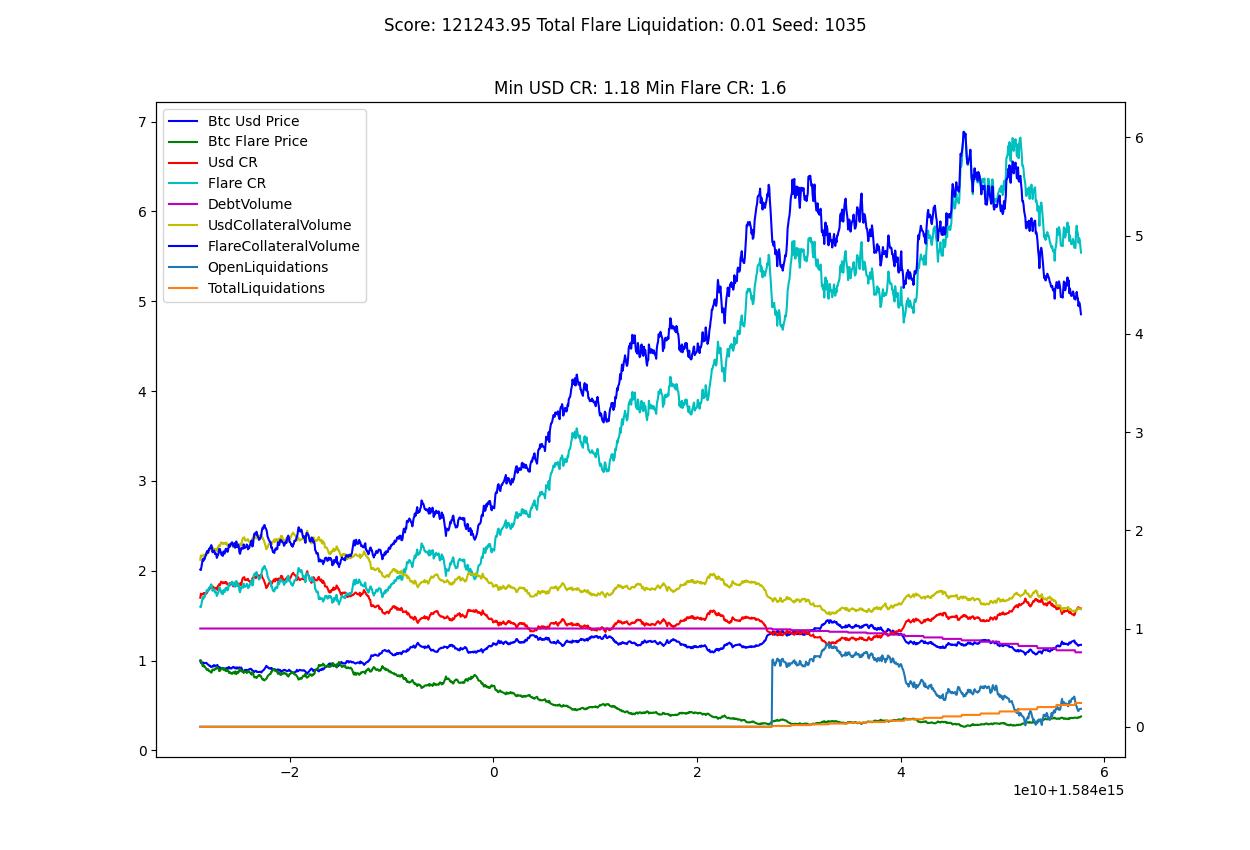 Score: 121243.95 Total Flare Liquidation: 0.01 Seed: 1035
Min USD CR: 1.18 Min Flare CR: 1.6
Btc Usd Price
Btc Flare Price
Usd CR
Flare CR
DebtVolume
UsdCollateralVolume
FlareCollateralVolume
OpenLiquidations
TotalLiquidations
7
6
5
4
3
2
1
0
6
5
4
3
2
1
0
−2
0
2
4
6
1e10+1.584e15